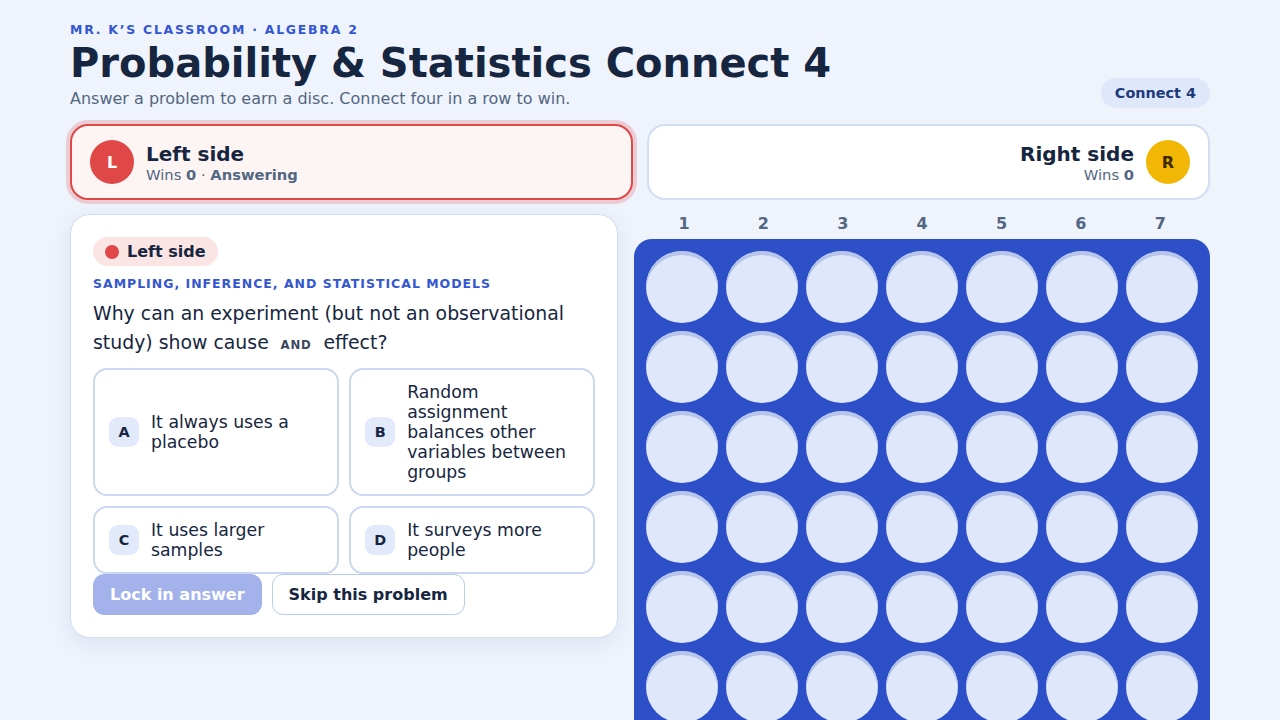 MR. K’S CLASSROOM · ALGEBRA 2
Probability & Statistics Connect 4
Answer a problem to earn a disc. Connect four in a row to win.
Connect 4
L
Left side
Wins 0 · Answering
Right side
Wins 0
R
Left side
SAMPLING, INFERENCE, AND STATISTICAL MODELS
Why can an experiment (but not an observational
study) show cause AND effect?
A
It always uses a
placebo
B
Random
assignment
balances other
variables between
groups
C
It uses larger
samples
D
It surveys more
people
Lock in answer
Skip this problem
1 2 3 4 5 6 7